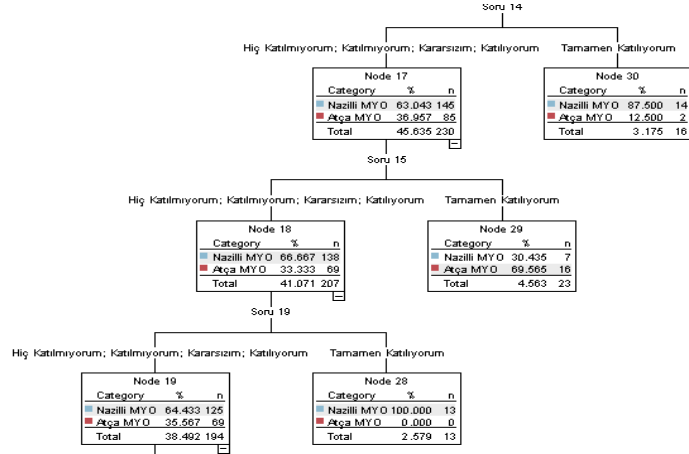 Soru 14
Hiç Katılmıyorum; Katılmıyorum; Kararsızım; Katılıyorum
Tamamen Katılıyorum
Node 17
Category % n
Nazilli MYO 63.043 145
Atça MYO 36.957 85
Total 45.635 230
Node 30
Category % n
Nazilli MYO 87.500 14
Atça MYO 12.500 2
Total 3.175 16
Soru 15
Hiç Katılmıyorum; Katılmıyorum; Kararsızım; Katılıyorum
Tamamen Katılıyorum
Node 18
Category % n
Nazilli MYO 66.667 138
Atça MYO 33.333 69
Total 41.071 207
Node 29
Category % n
Nazilli MYO 30.435 7
Atça MYO 69.565 16
Total 4.563 23
Soru 19
Hiç Katılmıyorum; Katılmıyorum; Kararsızım; Katılıyorum
Tamamen Katılıyorum
Node 19
Category % n
Nazilli MYO 64.433 125
Atça MYO 35.567 69
Total 38.492 194
Node 28
Category % n
Nazilli MYO 100.000 13
Atça MYO 0.000 0
Total 2.579 13